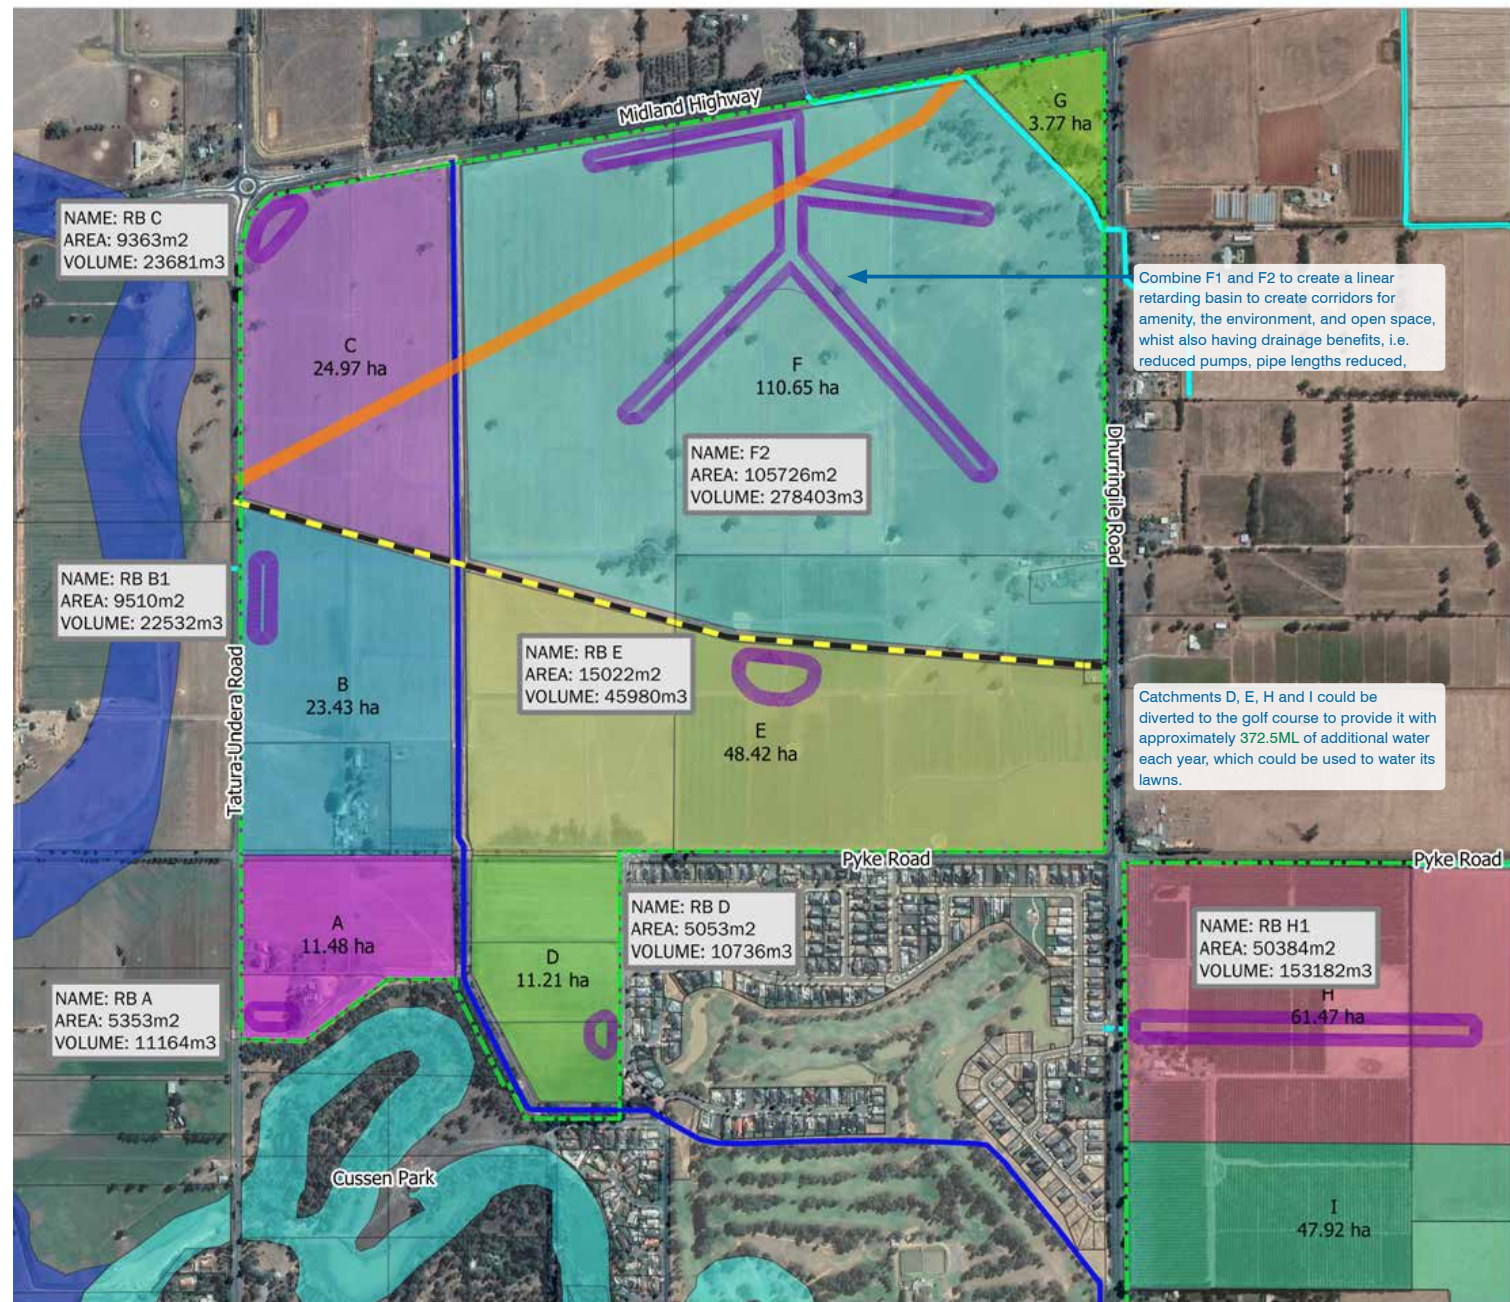 Midland Highway
G
3.77 ha
NAME: RB C
AREA: 9363m2
VOLUME: 23681m3
C
24.97 ha
F
110.65 ha
Combine F1 and F2 to create a linear
retarding basin to create corridors for
amenity, the environment, and open space,
whist also having drainage benefits, i.e.
reduced pumps, pipe lengths reduced,
NAME: F2
AREA: 105726m2
VOLUME: 278403m3
Dhurringile Road
NAME: RB B1
AREA: 9510m2
VOLUME: 22532m3
Tatura-Undera Road
B
23.43 ha
NAME: RB E
AREA: 15022m2
VOLUME: 45980m3
E
48.42 ha
Catchments D, E, H and I could be
diverted to the golf course to provide it with
approximately 372.5ML of additional water
each year, which could be used to water its
lawns.
Pyke Road
Pyke Road
A
11.48 ha
NAME: RB D
AREA: 5053m2
VOLUME: 10736m3
D
11.21 ha
NAME: RB H1
AREA: 50384m2
VOLUME: 153182m3
H
61.47 ha
NAME: RB A
AREA: 5353m2
VOLUME: 11164m3
Cussen Park
I
47.92 ha